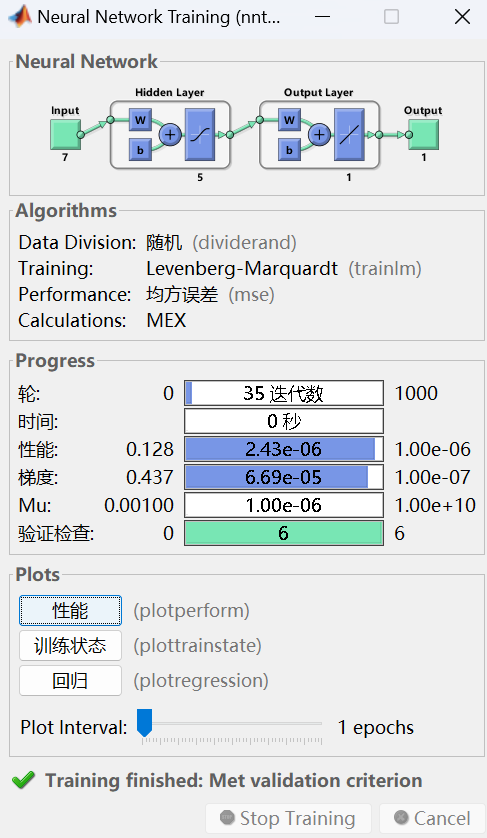 Neural Network Training (nnt...
Neural Network
Hidden Layer
Output Layer
Input
Output
W
b
+
W
b
+
7
5
1
1
Algorithms
Data Division: 随机 (dividerand)
Training: Levenberg-Marquardt (trainlm)
Performance: 均方误差 (mse)
Calculations: MEX
Progress
轮: 0 35 迭代数 1000
时间: 0 秒
性能: 0.128 2.43e-06 1.00e-06
梯度: 0.437 6.69e-05 1.00e-07
Mu: 0.00100 1.00e-06 1.00e+10
验证检查: 0 6 6
Plots
性能 (plotperform)
训练状态 (plottrainstate)
回归 (plotregression)
Plot Interval: 1 epochs
Training finished: Met validation criterion
Stop Training Cancel